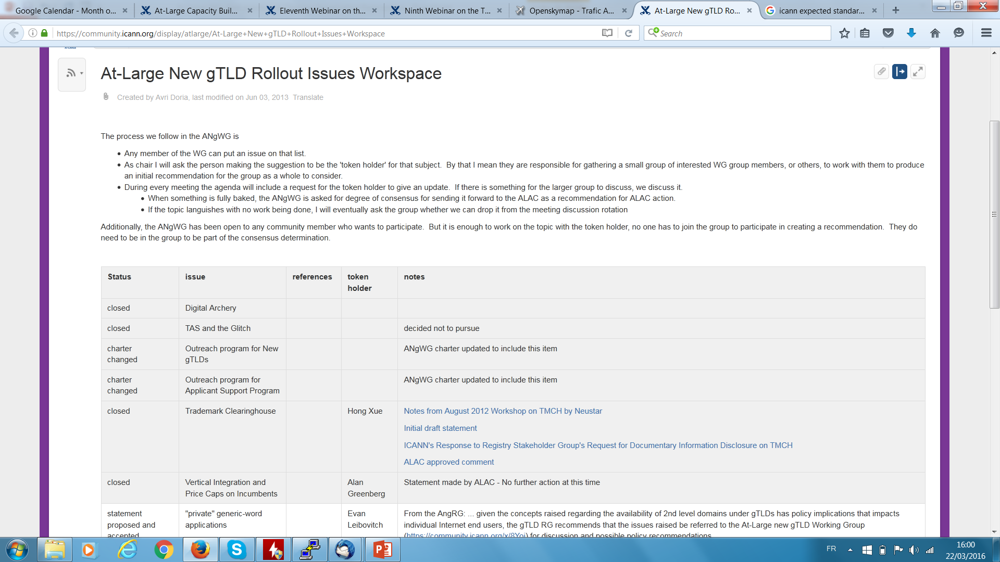 Google Calendar - Month o...
At-Large Capacity Buil...
Eleventh Webinar on th...
Ninth Webinar on the T...
Openskymap - Trafic A...
At-Large New gTLD Ro...
icann expected standar...
https://community.icann.org/display/atlarge/At-Large+New+gTLD+Rollout+Issues+Workspace
Search
At-Large New gTLD Rollout Issues Workspace
Created by Avri Doria, last modified on Jun 03, 2013 Translate
The process we follow in the ANgWG is
Any member of the WG can put an issue on that list.
As chair I will ask the person making the suggestion to be the 'token holder' for that subject. By that I mean they are responsible for gathering a small group of interested WG group members, or others, to work with them to produce
an initial recommendation for the group as a whole to consider.
During every meeting the agenda will include a request for the token holder to give an update. If there is something for the larger group to discuss, we discuss it.
When something is fully baked, the ANgWG is asked for degree of consensus for sending it forward to the ALAC as a recommendation for ALAC action.
If the topic languishes with no work being done, I will eventually ask the group whether we can drop it from the meeting discussion rotation
Additionally, the ANgWG has been open to any community member who wants to participate. But it is enough to work on the topic with the token holder, no one has to join the group to participate in creating a recommendation. They do
need to be in the group to be part of the consensus determination.
Status issue references token holder notes
closed Digital Archery
closed TAS and the Glitch decided not to pursue
charter changed Outreach program for New gTLDs ANgWG charter updated to include this item
charter changed Outreach program for Applicant Support Program ANgWG charter updated to include this item
closed Trademark Clearinghouse Hong Xue Notes from August 2012 Workshop on TMCH by Neustar
Initial draft statement
ICANN's Response to Registry Stakeholder Group's Request for Documentary Information Disclosure on TMCH
ALAC approved comment
closed Vertical Integration and Price Caps on Incumbents Alan Greenberg Statement made by ALAC - No further action at this time
statement proposed and accepted "private" generic-word applications Evan Leibovitch From the AngRG: ... given the concepts raised regarding the availability of 2nd level domains under gTLDs has policy implications that impacts
individual Internet end users, the gTLD RG recommends that the issues raised be referred to the At-Large new gTLD Working Group
(https://community.icann.org/x/8Yoi) for discussion and possible policy recommendations
FR
16:00
22/03/2016